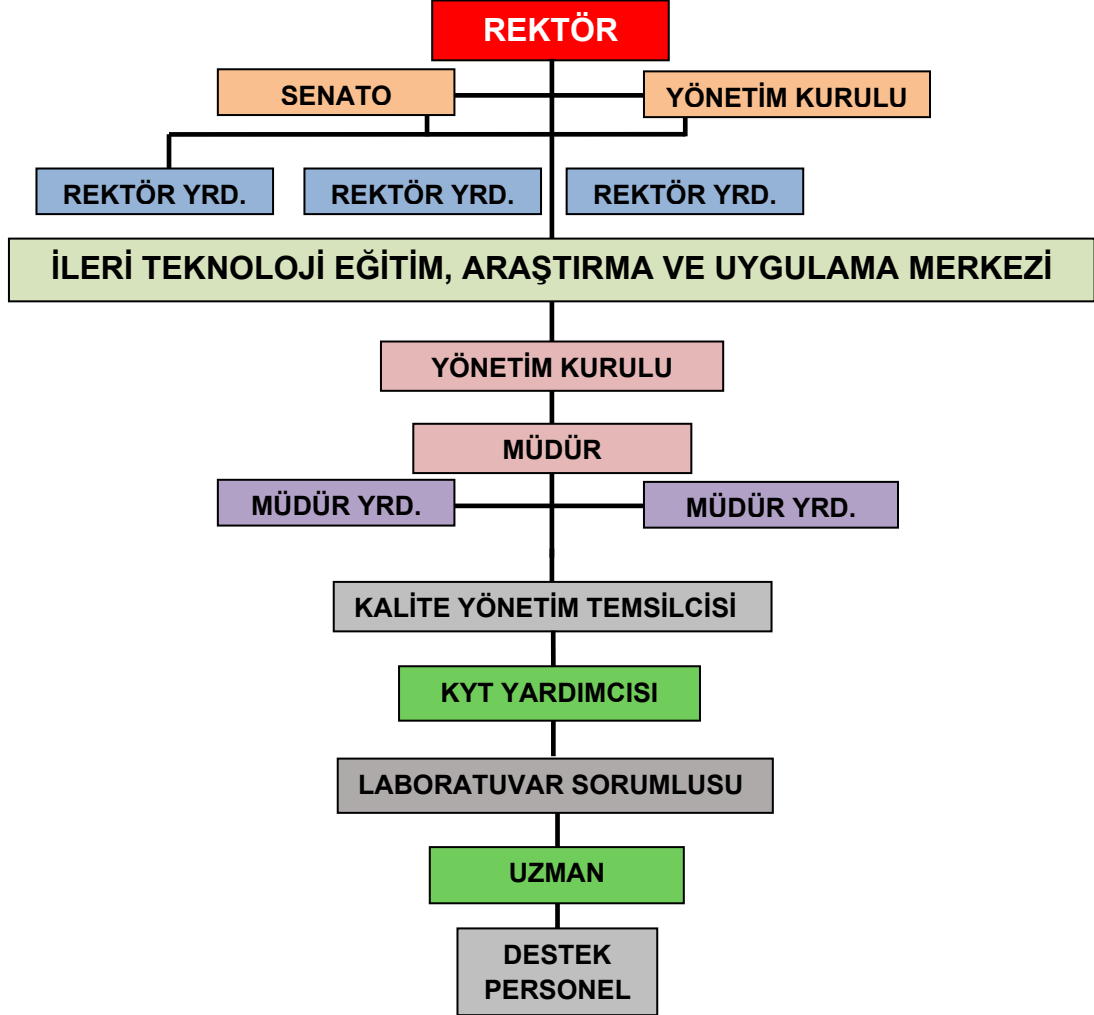 REKTÖR
SENATO
YÖNETİM KURULU
REKTÖR YRD.
REKTÖR YRD.
REKTÖR YRD.
İLERİ TEKNOLOJİ EĞİTİM, ARAŞTIRMA VE UYGULAMA MERKEZİ
YÖNETİM KURULU
MÜDÜR
MÜDÜR YRD.
MÜDÜR YRD.
KALİTE YÖNETİM TEMSİLCİSİ
KYT YARDIMCISI
LABORATUVAR SORUMLUSU
UZMAN
DESTEK
PERSONEL